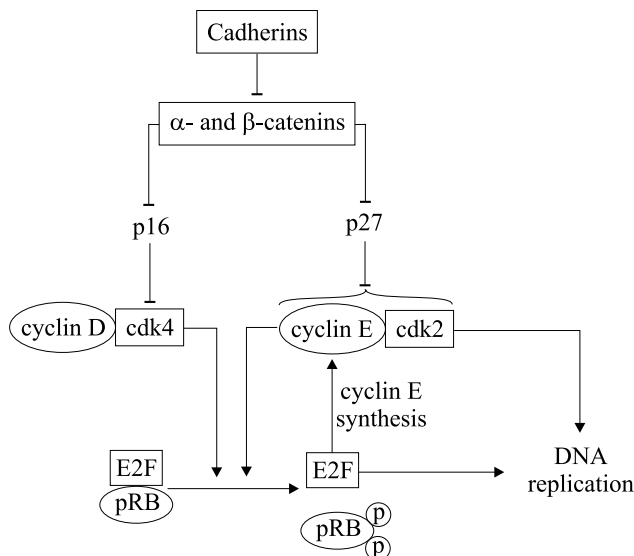 Cadherins
α- and β-catenins
p16
p27
cyclin D
cdk4
cyclin E
cdk2
cyclin E
synthesis
E2F
pRB
E2F
DNA
replication
pRB
p
p